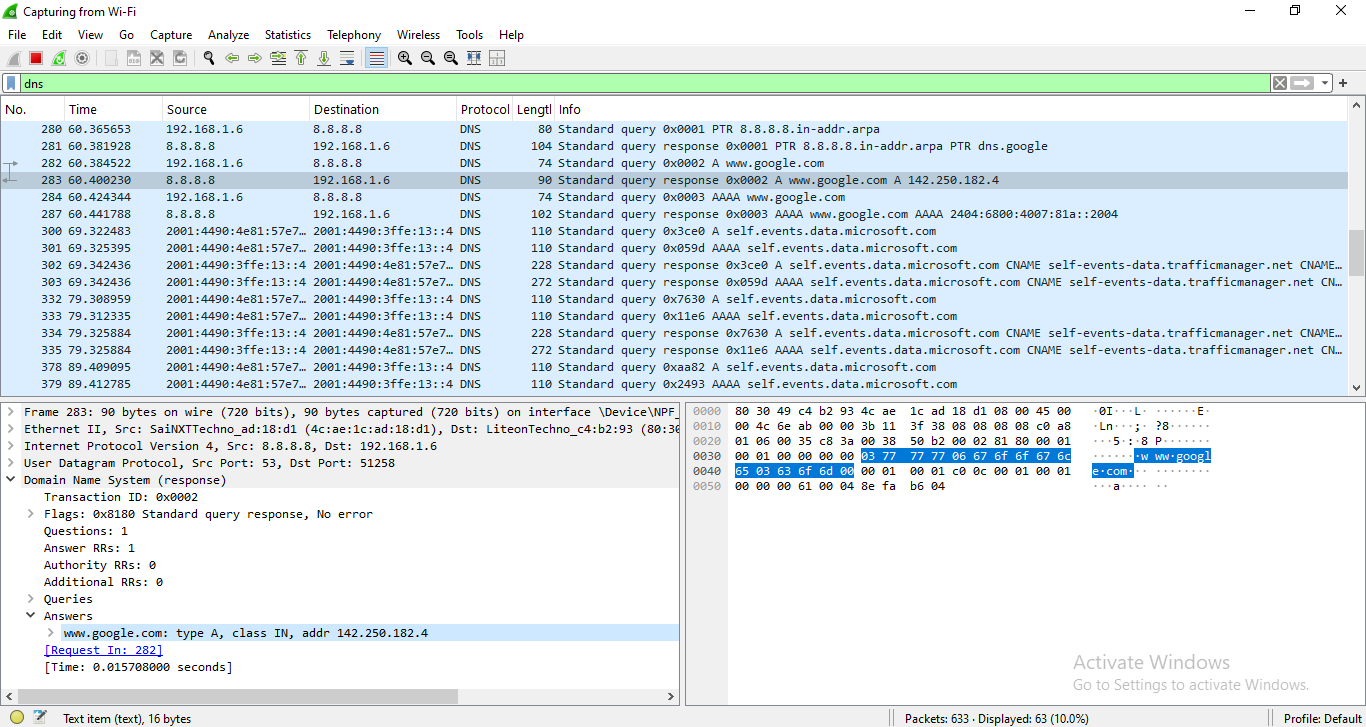 Capturing from Wi-Fi
File Edit View Go Capture Analyze Statistics Telephony Wireless Tools Help
dns
No. Time Source Destination Protocol Lengtl Info
280 60.365653 192.168.1.6 8.8.8.8 DNS 80 Standard query 0x0001 PTR 8.8.8.8.in-addr.arpa
281 60.381928 8.8.8.8 192.168.1.6 DNS 104 Standard query response 0x0001 PTR 8.8.8.8.in-addr.arpa PTR dns.google
282 60.384522 192.168.1.6 8.8.8.8 DNS 74 Standard query 0x0002 A www.google.com
283 60.400230 8.8.8.8 192.168.1.6 DNS 90 Standard query response 0x0002 A www.google.com A 142.250.182.4
284 60.424344 192.168.1.6 8.8.8.8 DNS 74 Standard query 0x0003 AAAA www.google.com
287 60.441788 8.8.8.8 192.168.1.6 DNS 102 Standard query response 0x0003 AAAA www.google.com AAAA 2404:6800:4007:81a::2004
300 69.322483 2001:4490:4e81:57e7… 2001:4490:3ffe:13::4 DNS 110 Standard query 0x3ce0 A self.events.data.microsoft.com
301 69.325395 2001:4490:4e81:57e7… 2001:4490:3ffe:13::4 DNS 110 Standard query 0x059d AAAA self.events.data.microsoft.com
302 69.342436 2001:4490:3ffe:13::4 2001:4490:4e81:57e7… DNS 228 Standard query response 0x3ce0 A self.events.data.microsoft.com CNAME self-events-data.trafficmanager.net CNAME…
303 69.342436 2001:4490:3ffe:13::4 2001:4490:4e81:57e7… DNS 272 Standard query response 0x059d AAAA self.events.data.microsoft.com CNAME self-events-data.trafficmanager.net CN…
332 79.308959 2001:4490:4e81:57e7… 2001:4490:3ffe:13::4 DNS 110 Standard query 0x7630 A self.events.data.microsoft.com
333 79.312335 2001:4490:4e81:57e7… 2001:4490:3ffe:13::4 DNS 110 Standard query 0x11e6 AAAA self.events.data.microsoft.com
334 79.325884 2001:4490:3ffe:13::4 2001:4490:4e81:57e7… DNS 228 Standard query response 0x7630 A self.events.data.microsoft.com CNAME self-events-data.trafficmanager.net CNAME…
335 79.325884 2001:4490:3ffe:13::4 2001:4490:4e81:57e7… DNS 272 Standard query response 0x11e6 AAAA self.events.data.microsoft.com CNAME self-events-data.trafficmanager.net CN…
378 89.409095 2001:4490:4e81:57e7… 2001:4490:3ffe:13::4 DNS 110 Standard query 0xaa82 A self.events.data.microsoft.com
379 89.412785 2001:4490:4e81:57e7… 2001:4490:3ffe:13::4 DNS 110 Standard query 0x2493 AAAA self.events.data.microsoft.com
Frame 283: 90 bytes on wire (720 bits), 90 bytes captured (720 bits) on interface \Device\NPF_
Ethernet II, Src: SaiNXTTechno_ad:18:d1 (4c:ae:1c:ad:18:d1), Dst: LiteonTechno_c4:b2:93 (80:30
Internet Protocol Version 4, Src: 8.8.8.8, Dst: 192.168.1.6
User Datagram Protocol, Src Port: 53, Dst Port: 51258
Domain Name System (response)
Transaction ID: 0x0002
Flags: 0x8180 Standard query response, No error
Questions: 1
Answer RRs: 1
Authority RRs: 0
Additional RRs: 0
Queries
Answers
www.google.com: type A, class IN, addr 142.250.182.4
[Request In: 282]
[Time: 0.015708000 seconds]
0000 80 30 49 c4 b2 93 4c ae 1c ad 18 d1 08 00 45 00 ·0I···L· ······E·
0010 00 4c 6e ab 00 00 3b 11 3f 38 08 08 08 08 c0 a8 ·Ln···;· ?8······
0020 01 06 00 35 c8 3a 00 38 50 b2 00 02 81 80 00 01 ···5·:·8 P·······
0030 00 01 00 00 00 00 03 77 77 77 06 67 6f 6f 67 6c ·······w ww·googl
0040 65 03 63 6f 6d 00 00 01 00 01 c0 0c 00 01 00 01 e·com··· ········
0050 00 00 00 61 00 04 8e fa b6 04 ···a···· ··
Activate Windows
Go to Settings to activate Windows.
Text item (text), 16 bytes
Packets: 633 · Displayed: 63 (10.0%)
Profile: Default